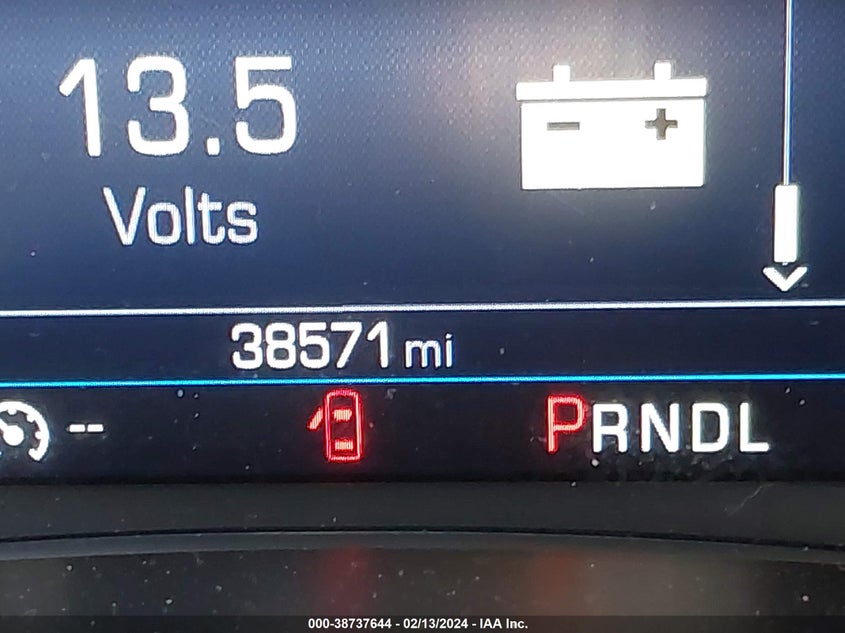 13.5
Volts
- +
38571 mi
-- PRNDL
000-38737644 - 02/13/2024 - IAA Inc.